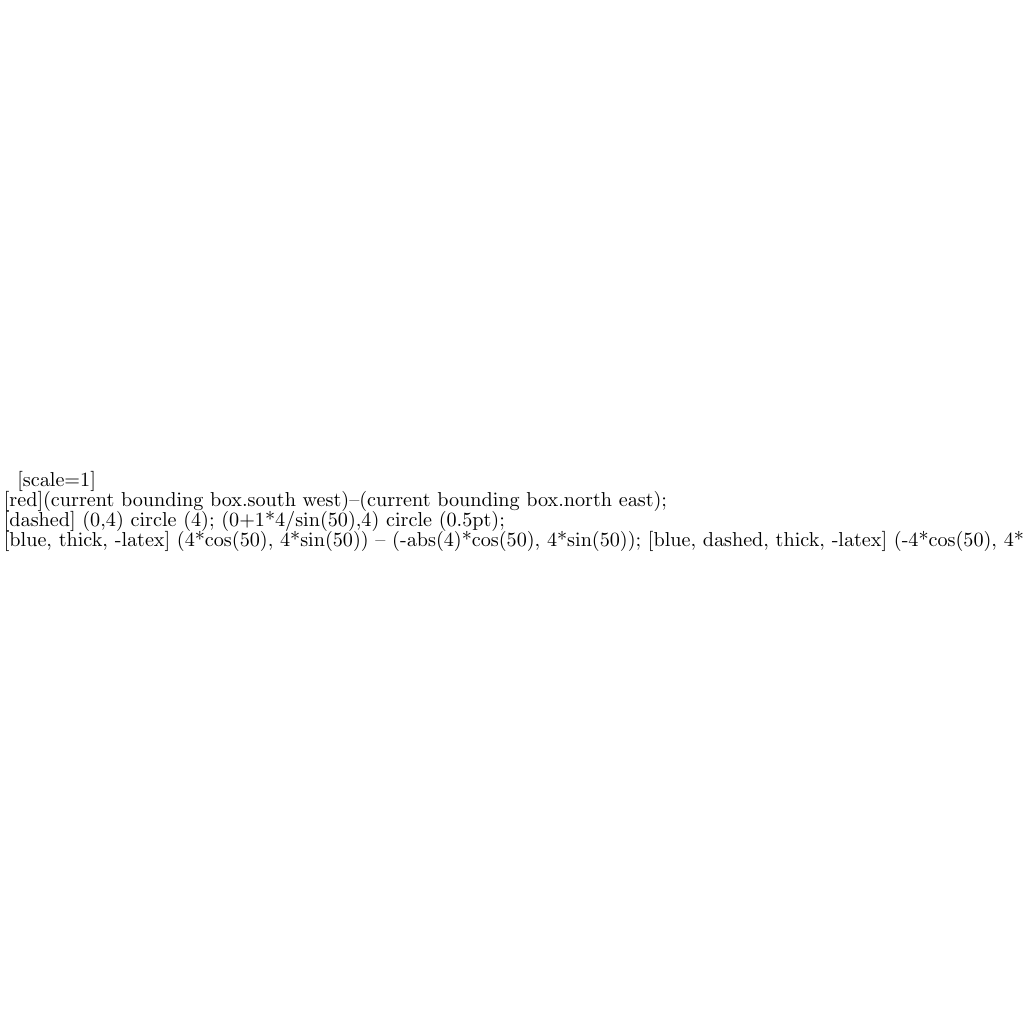 [scale=1]
[red](current bounding box.south west)–(current bounding box.north east);
[dashed] (0,4) circle (4); (0+1*4/sin(50),4) circle (0.5pt);
[blue, thick, -latex] (4*cos(50), 4*sin(50)) – (-abs(4)*cos(50), 4*sin(50)); [blue, dashed, thick, -latex] (-4*cos(50), 4*